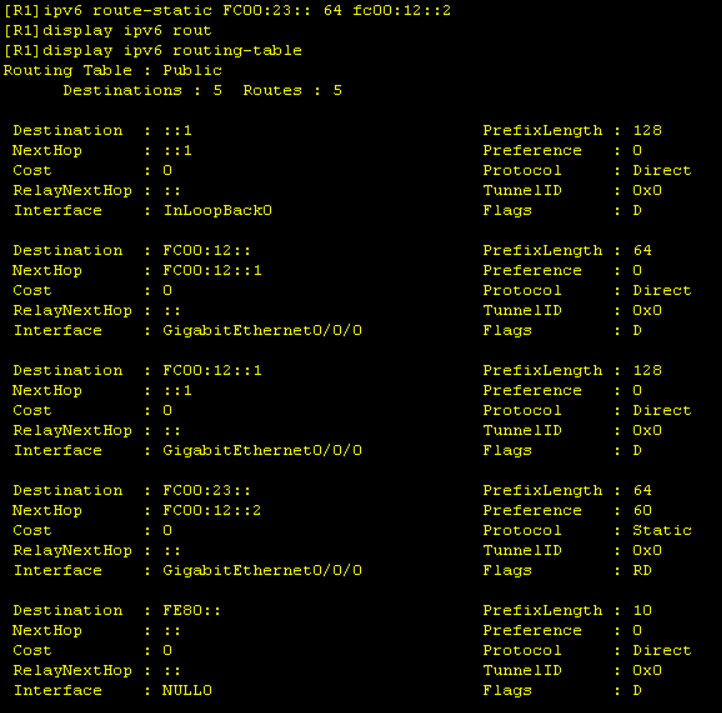 [R1]ipv6 route-static FC00:23:: 64 fc00:12::2
[R1]display ipv6 rout
[R1]display ipv6 routing-table
Routing Table : Public
Destinations : 5 Routes : 5
Destination : ::1 PrefixLength : 128
NextHop : ::1 Preference : 0
Cost : 0 Protocol : Direct
RelayNextHop : :: TunnelID : 0x0
Interface : InLoopBack0 Flags : D
Destination : FC00:12:: PrefixLength : 64
NextHop : FC00:12::1 Preference : 0
Cost : 0 Protocol : Direct
RelayNextHop : :: TunnelID : 0x0
Interface : GigabitEthernet0/0/0 Flags : D
Destination : FC00:12::1 PrefixLength : 128
NextHop : ::1 Preference : 0
Cost : 0 Protocol : Direct
RelayNextHop : :: TunnelID : 0x0
Interface : GigabitEthernet0/0/0 Flags : D
Destination : FC00:23:: PrefixLength : 64
NextHop : FC00:12::2 Preference : 60
Cost : 0 Protocol : Static
RelayNextHop : :: TunnelID : 0x0
Interface : GigabitEthernet0/0/0 Flags : RD
Destination : FE80:: PrefixLength : 10
NextHop : :: Preference : 0
Cost : 0 Protocol : Direct
RelayNextHop : :: TunnelID : 0x0
Interface : NULL0 Flags : D